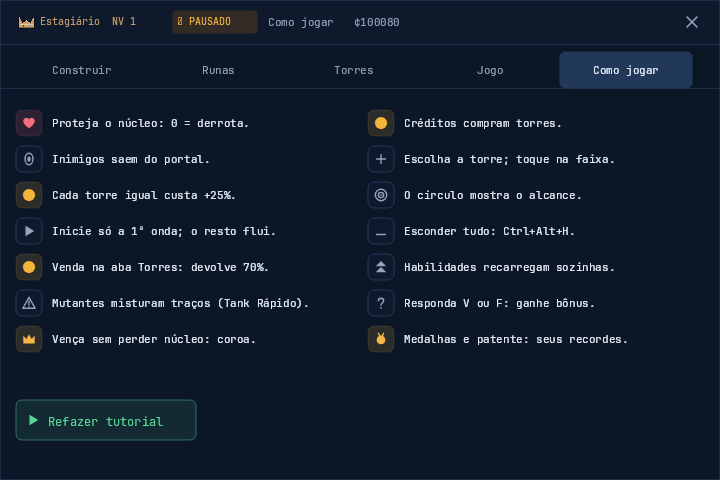 Estagiário NV 1 PAUSADO Como jogar ¢100080
Construir Runas Torres Jogo Como jogar
Proteja o núcleo: 0 = derrota.
Créditos compram torres.
Inimigos saem do portal.
Escolha a torre; toque na faixa.
Cada torre igual custa +25%.
O círculo mostra o alcance.
Inicie só a 1ª onda; o resto flui.
Esconder tudo: Ctrl+Alt+H.
Venda na aba Torres: devolve 70%.
Habilidades recarregam sozinhas.
Mutantes misturam traços (Tank Rápido).
Responda V ou F: ganhe bônus.
Vença sem perder núcleo: coroa.
Medalhas e patente: seus recordes.
Refazer tutorial